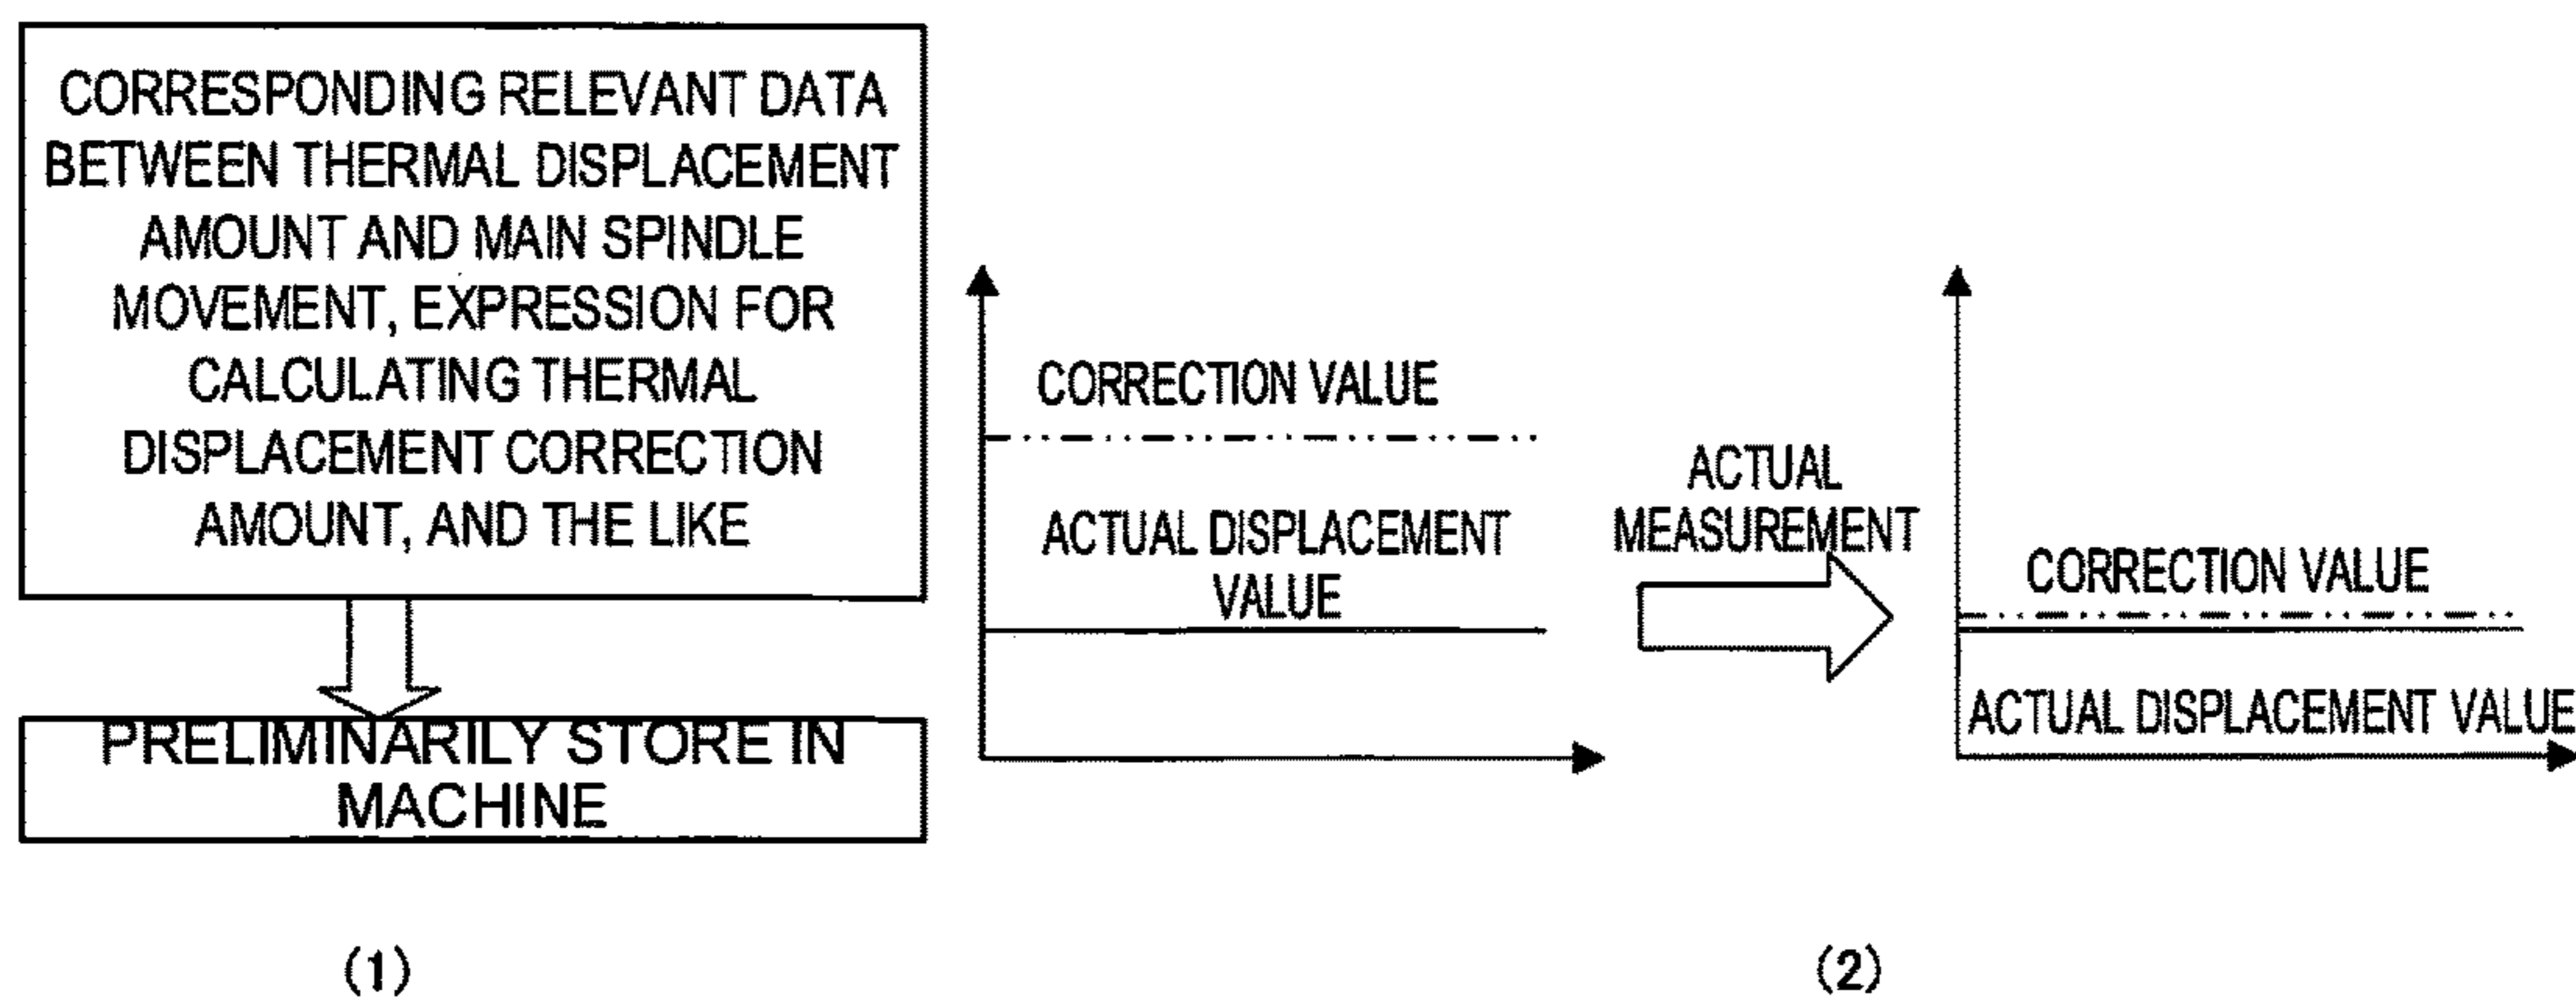 CORRESPONDING RELEVANT DATA
BETWEEN THERMAL DISPLACEMENT
AMOUNT AND MAIN SPINDLE
MOVEMENT, EXPRESSION FOR
CALCULATING THERMAL
DISPLACEMENT CORRECTION
AMOUNT, AND THE LIKE
PRELIMINARILY STORE IN
MACHINE
(1)
CORRECTION VALUE
ACTUAL DISPLACEMENT
VALUE
ACTUAL
MEASUREMENT
CORRECTION VALUE
ACTUAL DISPLACEMENT VALUE
(2)